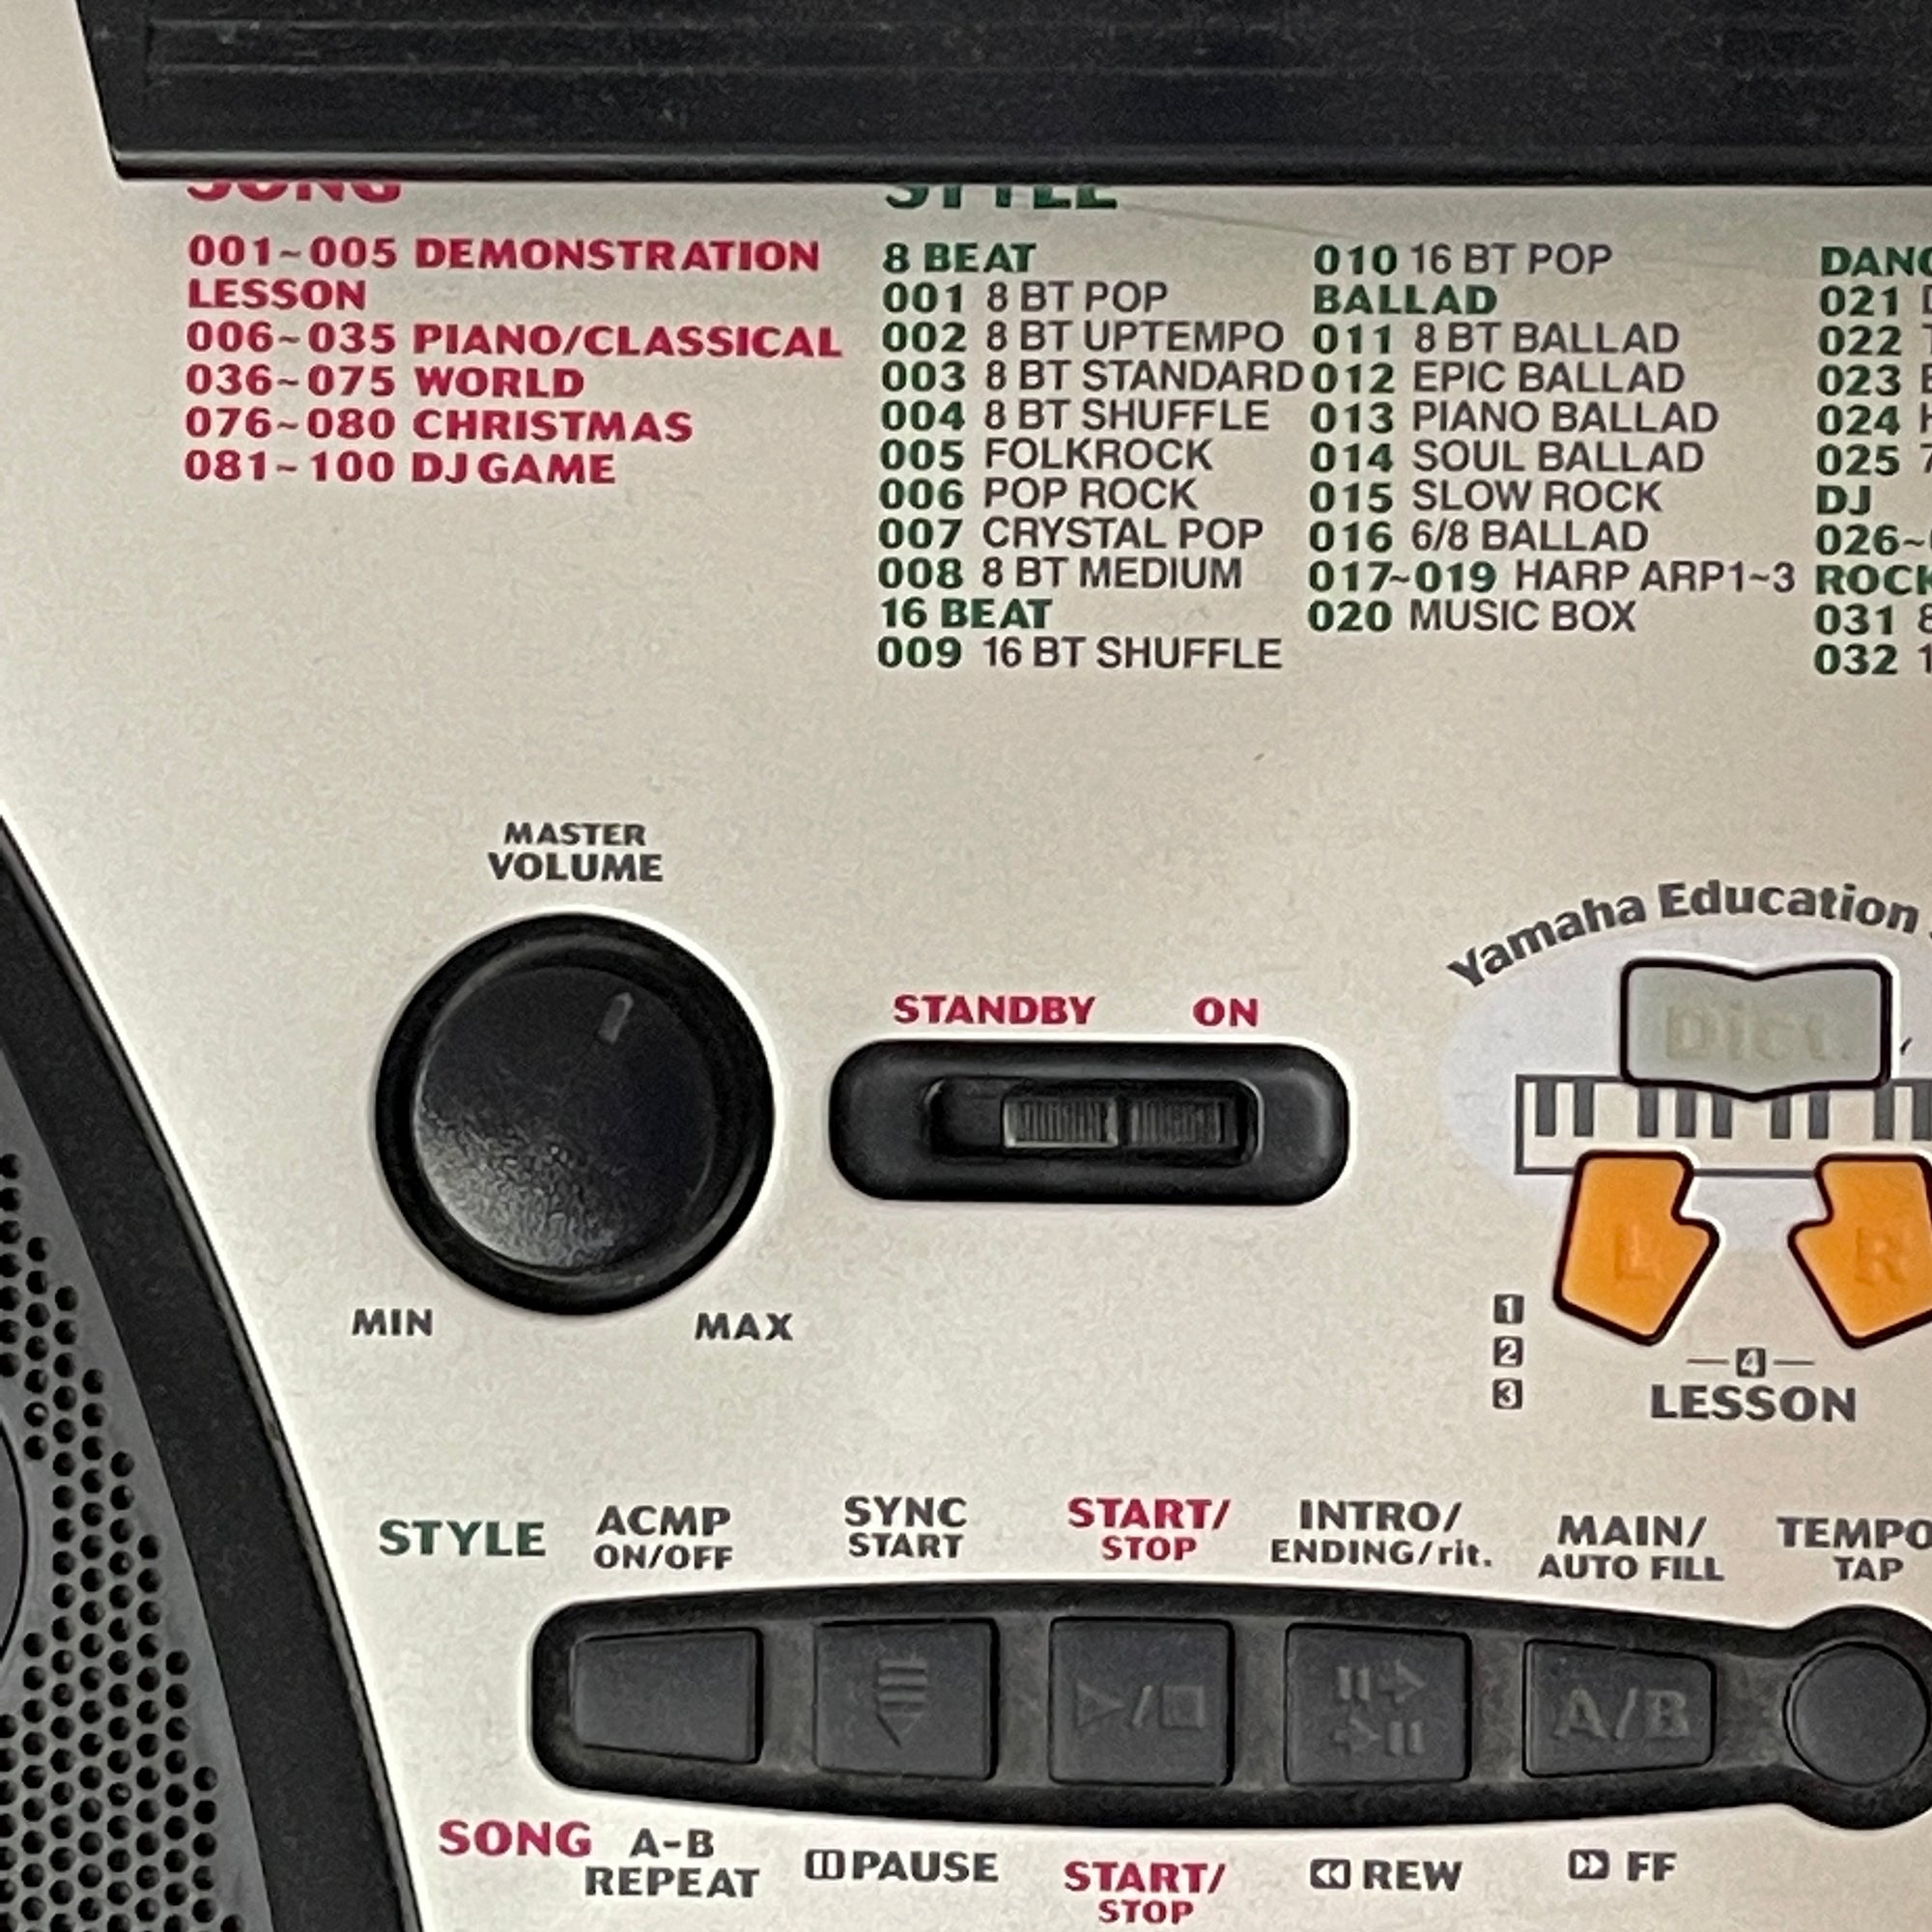 SONG
001~005 DEMONSTRATION
LESSON
006~035 PIANO/CLASSICAL
036~075 WORLD
076~080 CHRISTMAS
081~100 DJ GAME
STYLE
8 BEAT
001 8 BT POP
002 8 BT UPTEMPO
003 8 BT STANDARD
004 8 BT SHUFFLE
005 FOLKROCK
006 POP ROCK
007 CRYSTAL POP
008 8 BT MEDIUM
16 BEAT
009 16 BT SHUFFLE
010 16 BT POP
BALLAD
011 8 BT BALLAD
012 EPIC BALLAD
013 PIANO BALLAD
014 SOUL BALLAD
015 SLOW ROCK
016 6/8 BALLAD
017~019 HARP ARP1~3
020 MUSIC BOX
021
022
023
024
025
DJ
026~
ROCK
031
032
MASTER
VOLUME
MIN MAX
STANDBY ON
Yamaha Education
Dict.
L R
1
2
3
4
LESSON
STYLE
ACMP
ON/OFF
SYNC
START
START/
STOP
INTRO/
ENDING/rit.
MAIN/
AUTO FILL
TEMPO
TAP
A/B
SONG
A-B
REPEAT
PAUSE
START/
STOP
REW
FF